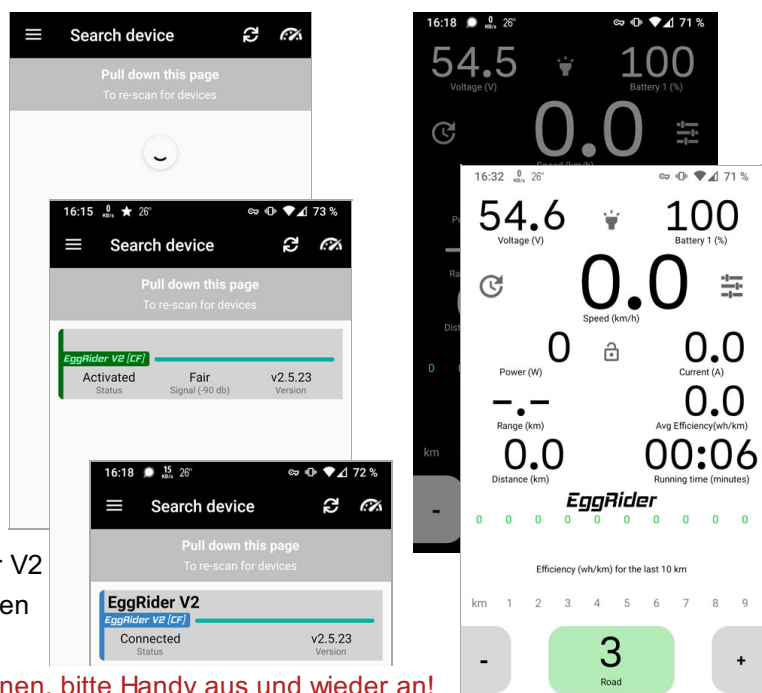 Search device
Pull down this page
To re-scan for devices
16:15 0 KB/s 26° 73 %
Search device
Pull down this page
To re-scan for devices
EggRider V2 [CF]
Activated Fair v2.5.23
Status Signal (-90 db) Version
16:18 15 KB/s 26° 72 %
Search device
Pull down this page
To re-scan for devices
EggRider V2
EggRider V2 [CF]
Connected v2.5.23
Status Version
V2
en
nen, bitte Handy aus und wieder an!
16:18 0 KB/s 26° 71 %
54.5 100
Voltage (V) Battery 1 (%)
0.0
Speed (km/h)
Ra
Dist
0
km
-
16:32 0 KB/s 26° 71 %
54.6 100
Voltage (V) Battery 1 (%)
0.0
Speed (km/h)
0 0.0
Power (W) Current (A)
-.- 0.0
Range (km) Avg Efficiency(wh/km)
0.0 00:06
Distance (km) Running time (minutes)
EggRider
0 0 0 0 0 0 0 0 0 0
Efficiency (wh/km) for the last 10 km
km 1 2 3 4 5 6 7 8 9
- 3 +
Road